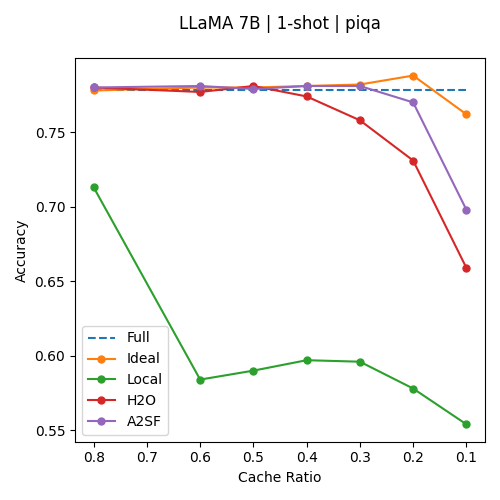 LLaMA 7B | 1-shot | piqa
Accuracy
0.75
0.70
0.65
0.60
0.55
Full
Ideal
Local
H2O
A2SF
0.8 0.7 0.6 0.5 0.4 0.3 0.2 0.1
Cache Ratio